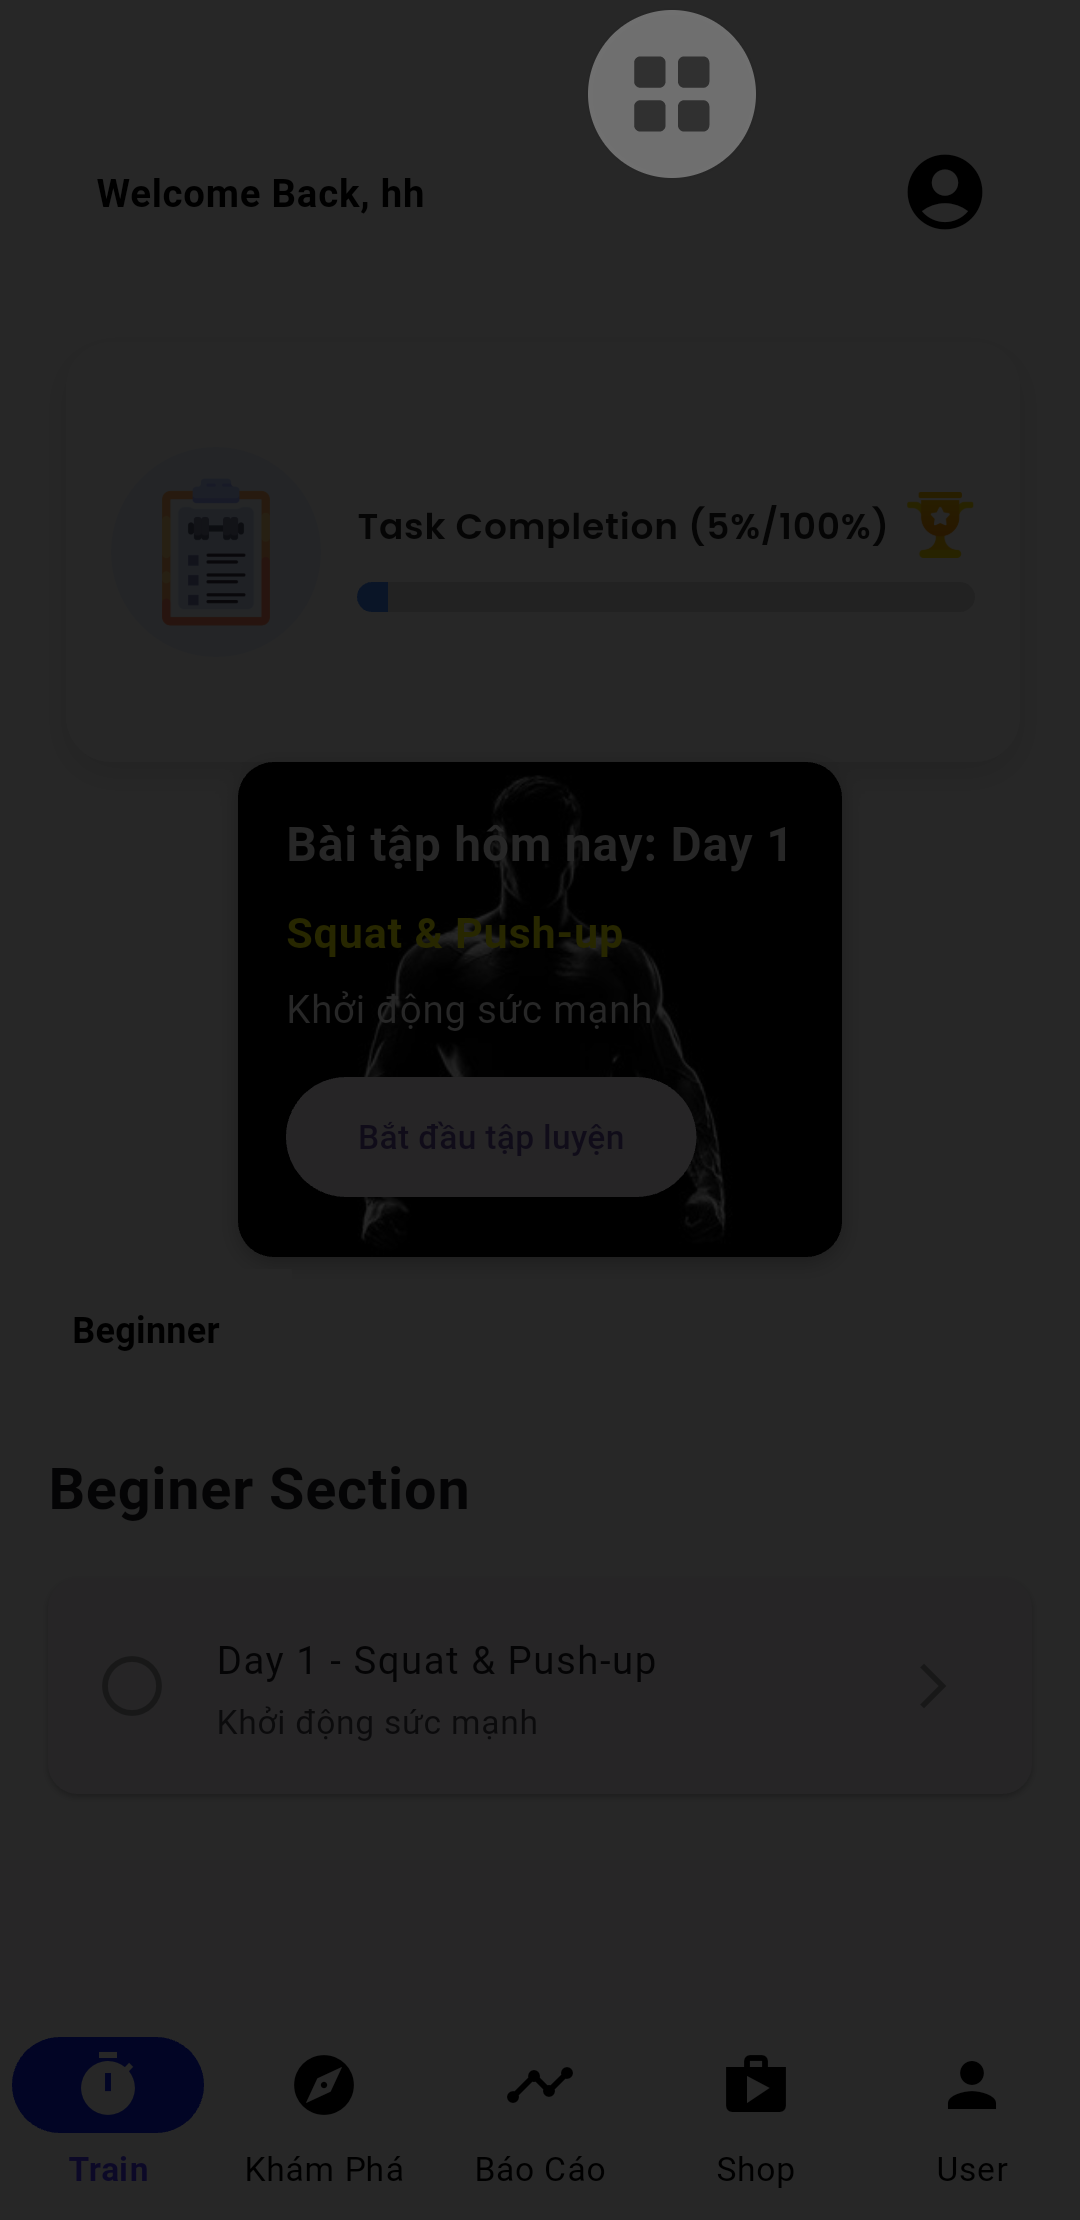 Welcome Back, hh
Task Completion (5%/100%)
Bài tập hôm nay: Day 1
Squat & Push-up
Khởi động sức mạnh
Bắt đầu tập luyện
Beginner
Beginer Section
Day 1 - Squat & Push-up
Khởi động sức mạnh
Train
Khám Phá
Báo Cáo
Shop
User